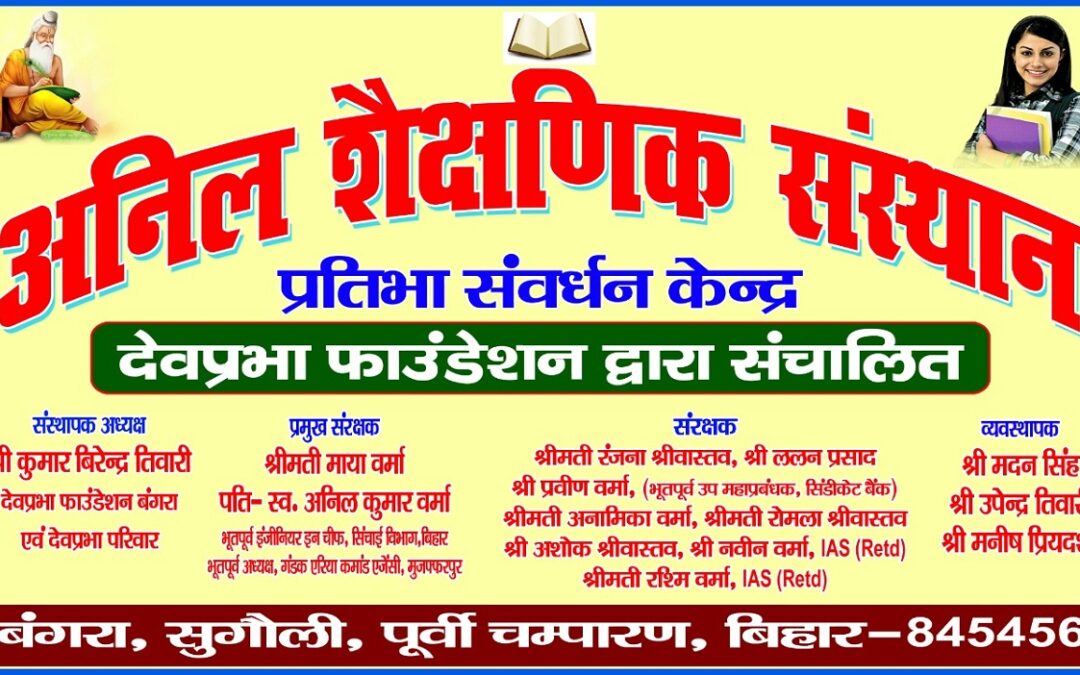 अनिल शैक्षणिक संस्थान
प्रतिभा संवर्धन केन्द्र
देवप्रभा फाउंडेशन द्वारा संचालित
संस्थापक अध्यक्ष
कुमार बिरेन्द्र तिवारी
देवप्रभा फाउंडेशन बंगरा
एवं देवप्रभा परिवार
प्रमुख संरक्षक
श्रीमती माया वर्मा
पति- स्व. अनिल कुमार वर्मा
भूतपूर्व इंजीनियर इन चीफ, सिंचाई विभाग,बिहार
भूतपूर्व अध्यक्ष, गंडक एरिया कमांड एजेंसी, मुजफ्फरपुर
संरक्षक
श्रीमती रंजना श्रीवास्तव, श्री ललन प्रसाद
श्री प्रवीण वर्मा, (भूतपूर्व उप महाप्रबंधक, सिंडीकेट बैंक)
श्रीमती अनामिका वर्मा, श्रीमती रोमला श्रीवास्तव
श्री अशोक श्रीवास्तव, श्री नवीन वर्मा, IAS (Retd)
श्रीमती रश्मि वर्मा, IAS (Retd)
व्यवस्थापक
श्री मदन सिंह
श्री उपेन्द्र तिवारी
श्री मनीष
बंगरा, सुगौली, पूर्वी चम्पारण, बिहार-845456